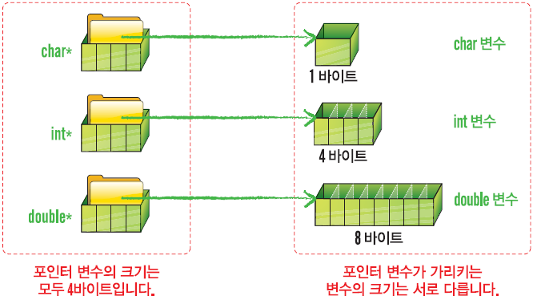 char*
char 변수
1 바이트
int*
int 변수
4 바이트
double*
double 변수
8 바이트
포인터 변수의 크기는
모두 4바이트입니다.
포인터 변수가 가리키는
변수의 크기는 서로 다릅니다.